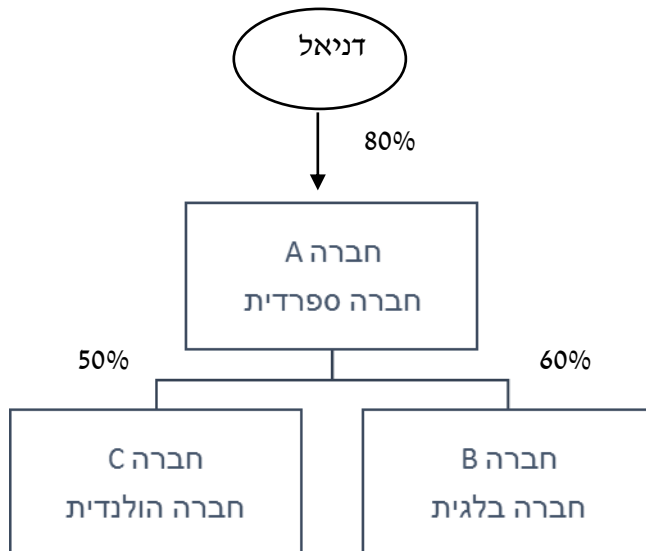 דניאל
80%
חברה A
חברה ספרדית
50%
60%
חברה C
חברה הולנדית
חברה B
חברה בלגית